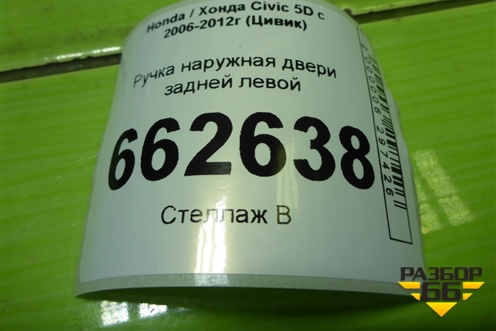 Honda / Хонда Civic 5D с
2006-2012г (Цивик)
Ручка наружная двери
задней левой
662638
Стеллаж В
РАЗБОР
66